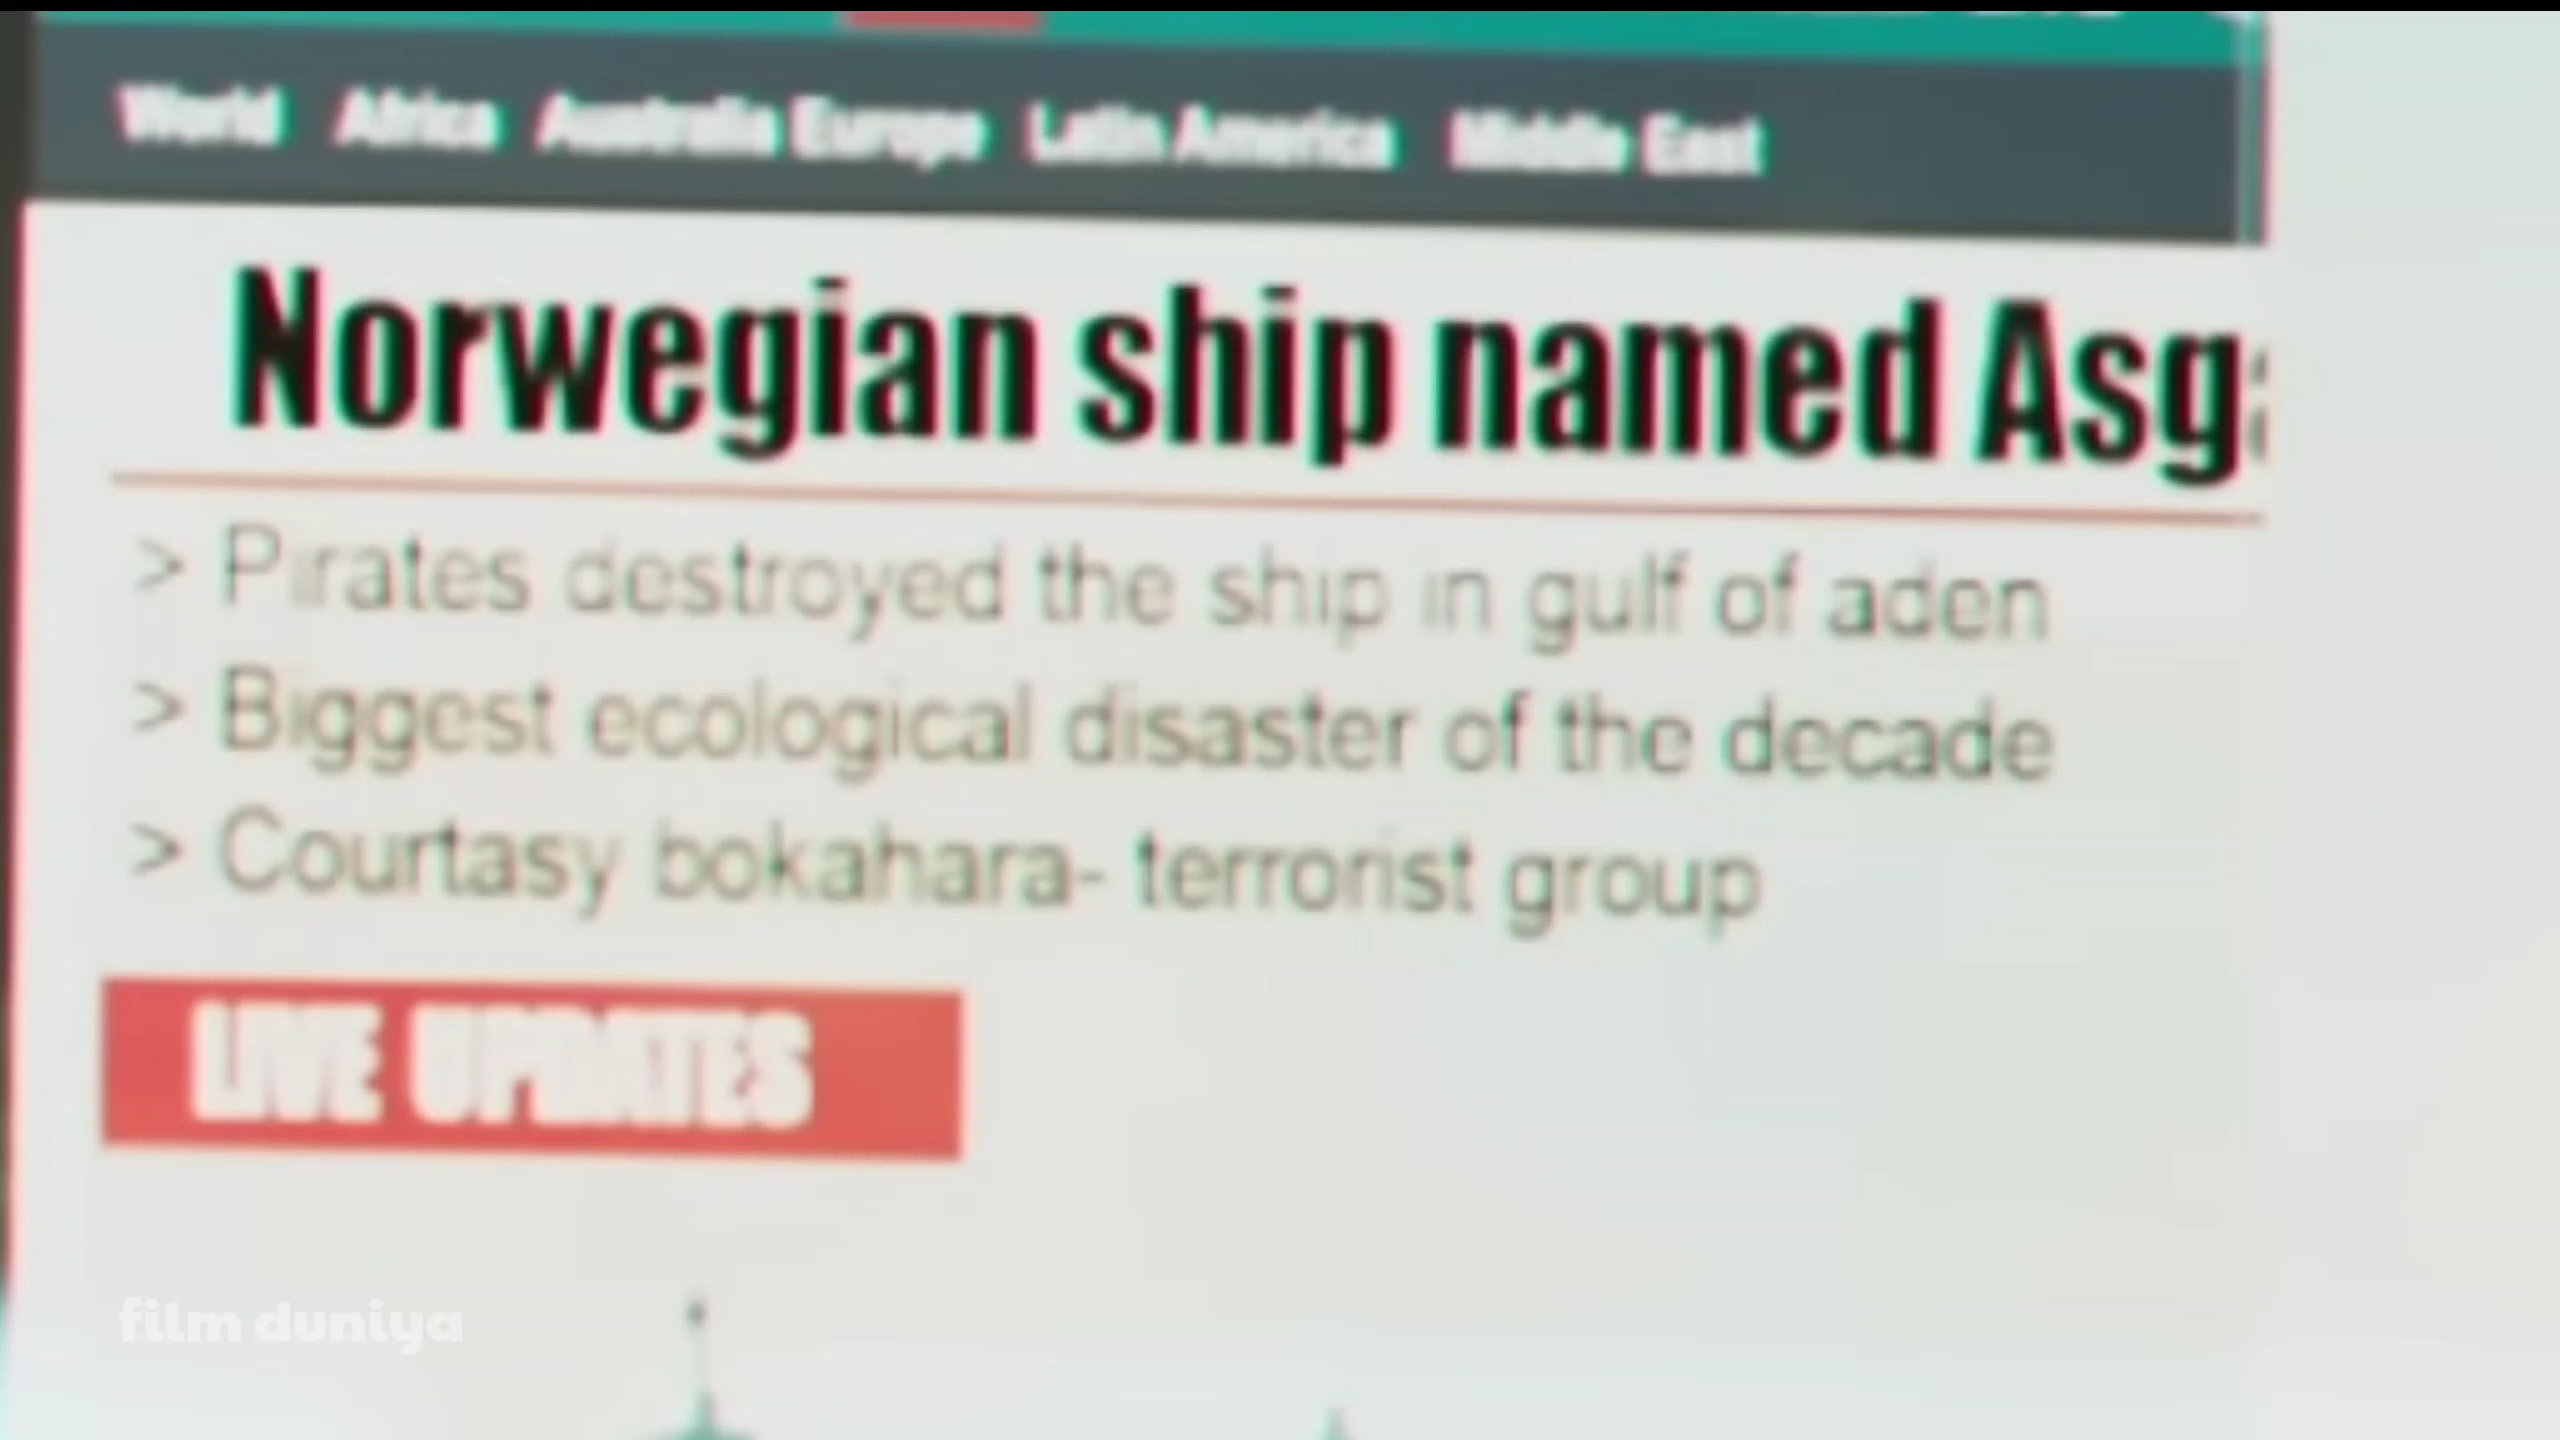 World Africa Australia Europe Latin America Middle East
Norwegian ship named Asg
> Pirates destroyed the ship in gulf of aden
> Biggest ecological disaster of the decade
> Courtasy bokahara- terrorist group
LIVE UPDATES
film duniya